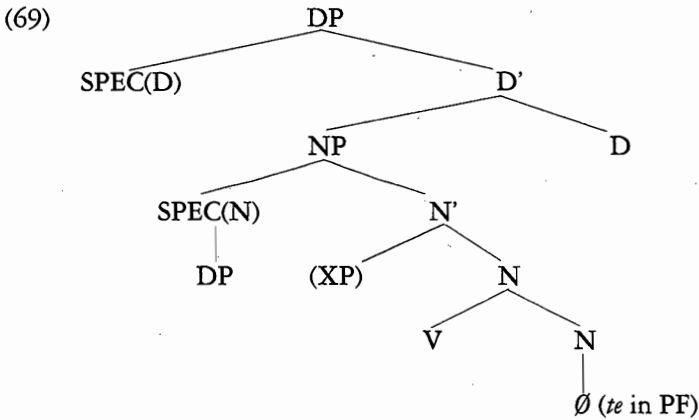 (69) DP
SPEC(D) D'
NP D
SPEC(N) N'
DP (XP) N
V N
Ø (te in PF)